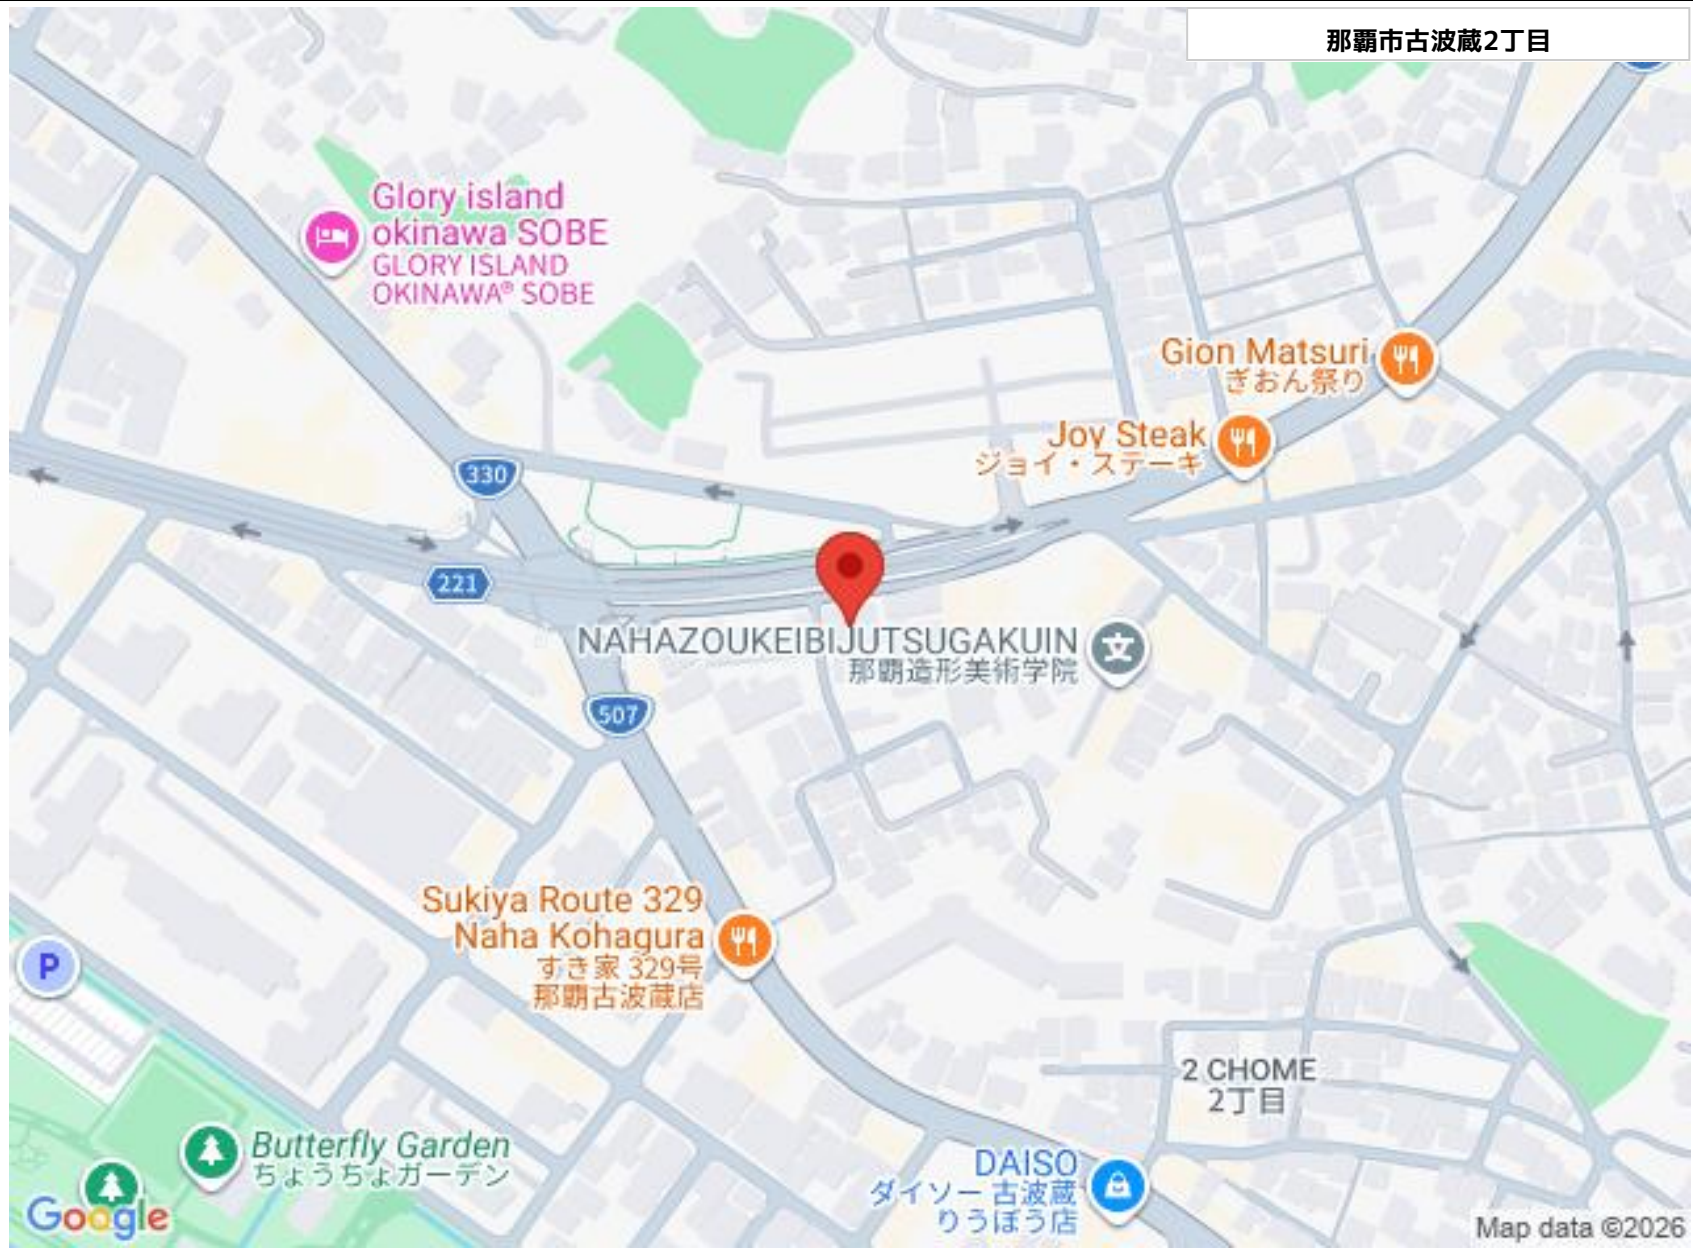 那覇市古波蔵2丁目
Glory island
okinawa SOBE
GLORY ISLAND
OKINAWA® SOBE
Gion Matsuri
ぎおん祭り
Joy Steak
ジョイ・ステーキ
330
221
NAHAZOUKEIBIJUTSUGAKUIN
那覇造形美術学院
文
507
Sukiya Route 329
Naha Kohagura
すき家 329号
那覇古波蔵店
P
2 CHOME
2丁目
Butterfly Garden
ちょうちょガーデン
DAISO
ダイソー 古波蔵
りうぼう店
Google
Map data ©2026